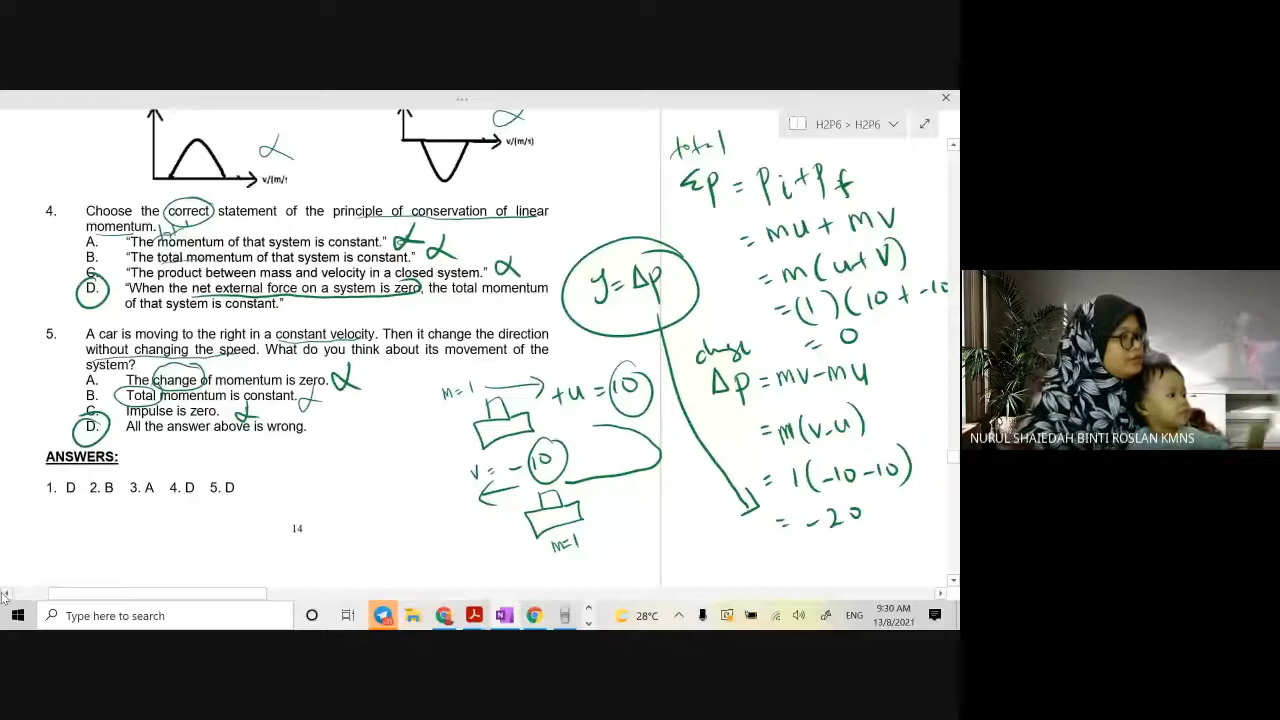 H2P6 > H2P6
v/(m/s)
v/(m/s
4. Choose the correct statement of the principle of conservation of linear
momentum.
A. “The momentum of that system is constant.”
B. “The total momentum of that system is constant.”
C. “The product between mass and velocity in a closed system.”
D. “When the net external force on a system is zero, the total momentum
of that system is constant.”
5. A car is moving to the right in a constant velocity. Then it change the direction
without changing the speed. What do you think about its movement of the
system?
A. The change of momentum is zero.
B. Total momentum is constant.
C. Impulse is zero.
D. All the answer above is wrong.
ANSWERS:
1. D 2. B 3. A 4. D 5. D
14
m=1
+u = 10
v = -10
m=1
J = Δp
total
Σp = pi + pf
= mu + mv
= m(u+v)
= (1)(10 + -10
= 0
change
Δp = mv - mu
= m(v-u)
= 1(-10-10)
= -20
NURUL SHAIEDAH BINTI ROSLAN KMNS
Type here to search
28°C
ENG
9:30 AM
13/8/2021